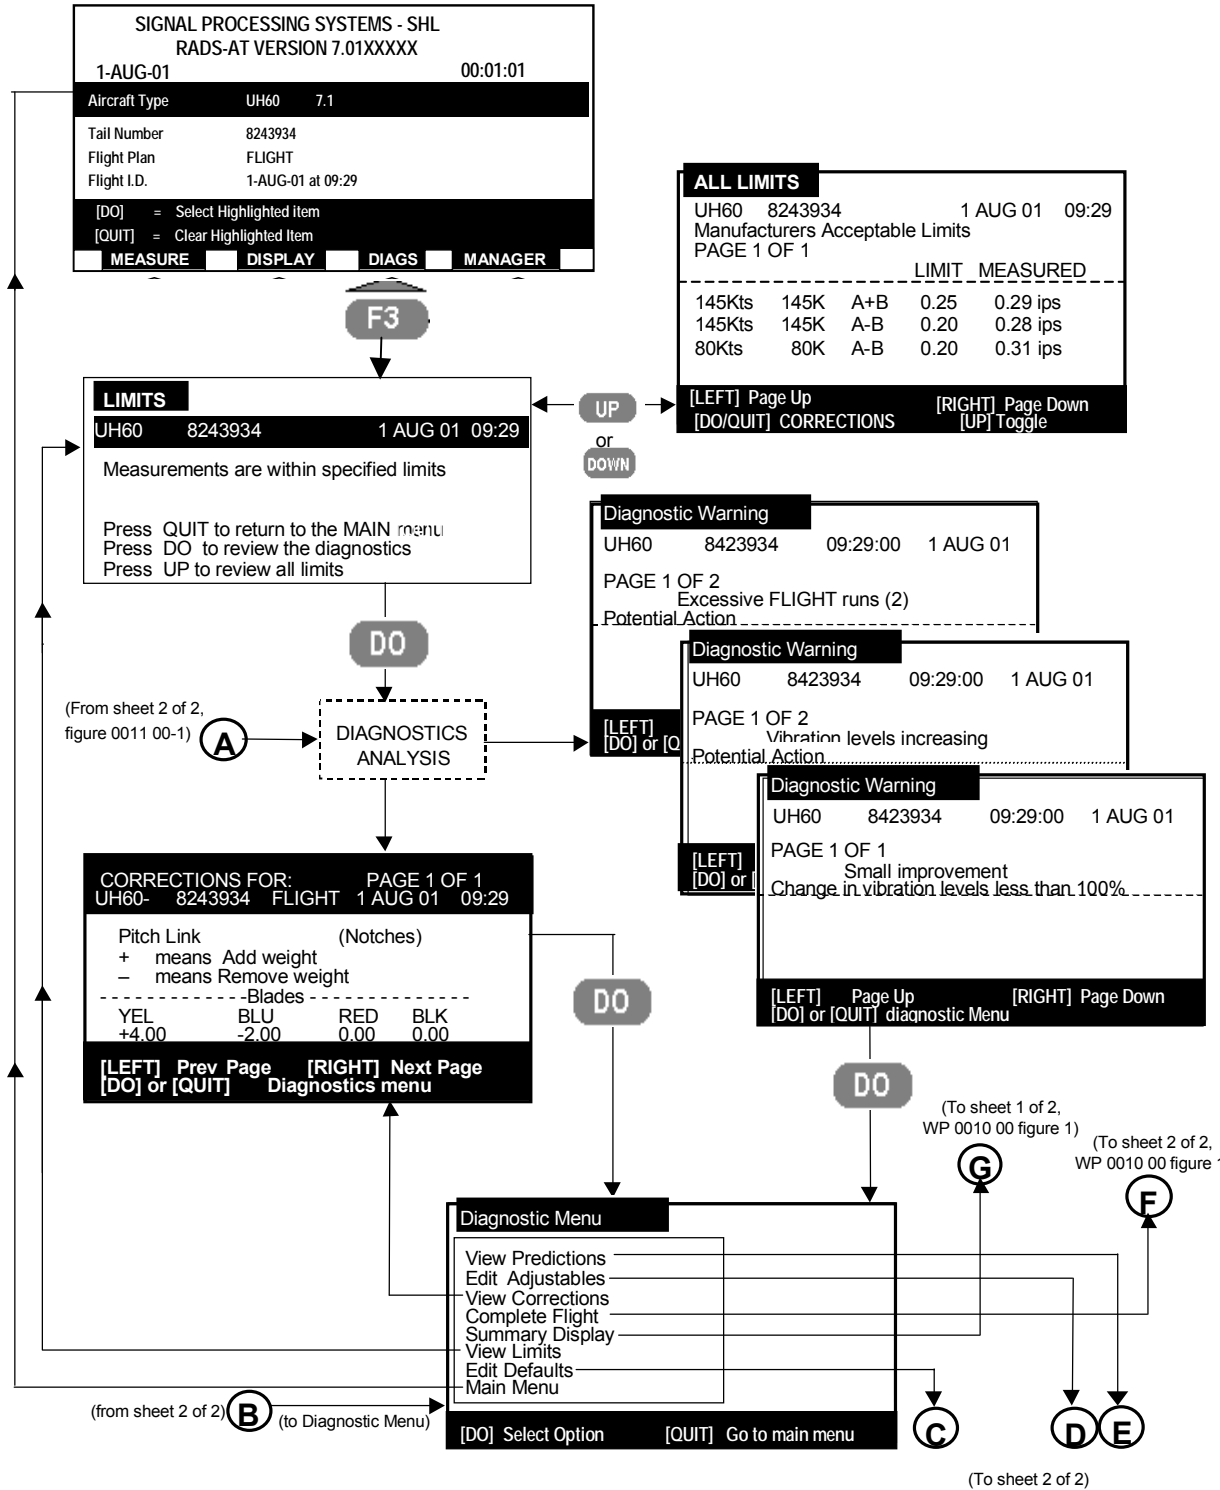 SIGNAL PROCESSING SYSTEMS - SHL
RADS-AT VERSION 7.01XXXXX
1-AUG-01 00:01:01
Aircraft Type UH60 7.1
Tail Number 8243934
Flight Plan FLIGHT
Flight I.D. 1-AUG-01 at 09:29
[DO] = Select Highlighted item
[QUIT] = Clear Highlighted Item
MEASURE DISPLAY DIAGS MANAGER
F3
ALL LIMITS
UH60 8243934 1 AUG 01 09:29
Manufacturers Acceptable Limits
PAGE 1 OF 1
LIMIT MEASURED
145Kts 145K A+B 0.25 0.29 ips
145Kts 145K A-B 0.20 0.28 ips
80Kts 80K A-B 0.20 0.31 ips
[LEFT] Page Up [RIGHT] Page Down
[DO/QUIT] CORRECTIONS [UP] Toggle
LIMITS
UH60 8243934 1 AUG 01 09:29
Measurements are within specified limits
Press QUIT to return to the MAIN menu
Press DO to review the diagnostics
Press UP to review all limits
UP
or
DOWN
DO
Diagnostic Warning
UH60 8423934 09:29:00 1 AUG 01
PAGE 1 OF 2
Excessive FLIGHT runs (2)
Potential Action
[LEFT]
[DO] or [Q
Diagnostic Warning
UH60 8423934 09:29:00 1 AUG 01
PAGE 1 OF 2
Vibration levels increasing
Potential Action
[LEFT]
[DO] or [
Diagnostic Warning
UH60 8423934 09:29:00 1 AUG 01
PAGE 1 OF 1
Small improvement
Change in vibration levels less than 100%
[LEFT] Page Up [RIGHT] Page Down
[DO] or [QUIT] diagnostic Menu
(From sheet 2 of 2,
figure 0011 00-1)
A
DIAGNOSTICS
ANALYSIS
CORRECTIONS FOR: PAGE 1 OF 1
UH60- 8243934 FLIGHT 1 AUG 01 09:29
Pitch Link (Notches)
+ means Add weight
– means Remove weight
Blades
YEL BLU RED BLK
+4.00 -2.00 0.00 0.00
[LEFT] Prev Page [RIGHT] Next Page
[DO] or [QUIT] Diagnostics menu
DO
DO
(To sheet 1 of 2,
WP 0010 00 figure 1)
G
(To sheet 2 of 2,
WP 0010 00 figure 1
F
Diagnostic Menu
View Predictions
Edit Adjustables
View Corrections
Complete Flight
Summary Display
View Limits
Edit Defaults
Main Menu
[DO] Select Option [QUIT] Go to main menu
(from sheet 2 of 2)
B
(to Diagnostic Menu)
C
D
E
(To sheet 2 of 2)